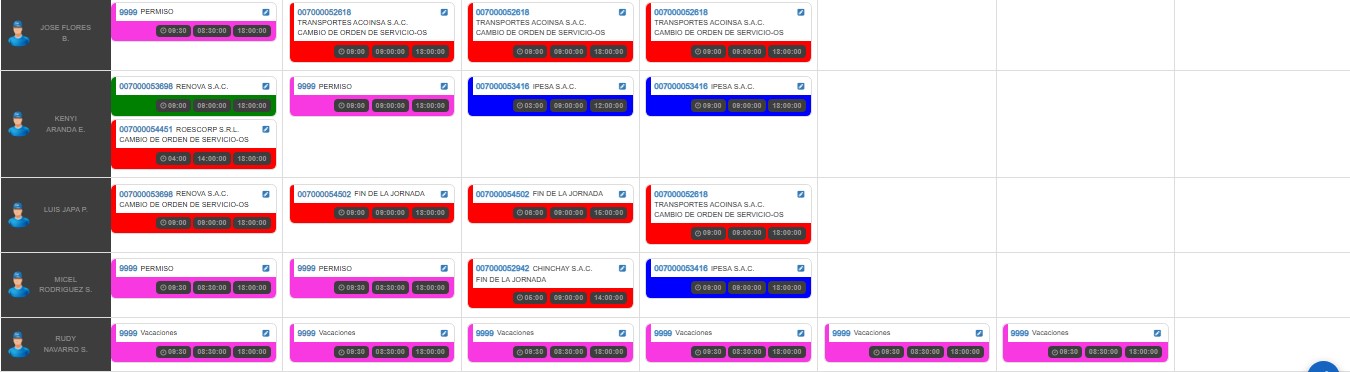 JOSE FLORES
B.
9999 PERMISO
09:30 08:30:00 18:00:00
007000052618
TRANSPORTES ACOINSA S.A.C.
CAMBIO DE ORDEN DE SERVICIO-OS
09:00 09:00:00 18:00:00
007000052618
TRANSPORTES ACOINSA S.A.C.
CAMBIO DE ORDEN DE SERVICIO-OS
09:00 09:00:00 18:00:00
007000052618
TRANSPORTES ACOINSA S.A.C.
CAMBIO DE ORDEN DE SERVICIO-OS
09:00 09:00:00 18:00:00
KENYI
ARANDA E.
007000053698 RENOVA S.A.C.
09:00 09:00:00 18:00:00
007000054451 ROESCORP S.R.L.
CAMBIO DE ORDEN DE SERVICIO-OS
04:00 14:00:00 18:00:00
9999 PERMISO
09:00 09:00:00 18:00:00
007000053416 IPESA S.A.C.
03:00 09:00:00 12:00:00
007000053416 IPESA S.A.C.
09:00 09:00:00 18:00:00
LUIS JAPA P.
007000053698 RENOVA S.A.C.
CAMBIO DE ORDEN DE SERVICIO-OS
09:00 09:00:00 18:00:00
007000054502 FIN DE LA JORNADA
09:00 09:00:00 18:00:00
007000054502 FIN DE LA JORNADA
09:00:00
007000052618
TRANSPORTES ACOINSA S.A.C.
CAMBIO DE ORDEN DE SERVICIO-OS
09:00 09:00:00 18:00:00
MICEL
RODRIGUEZ S.
9999 PERMISO
09:30 08:30:00 18:00:00
9999 PERMISO
09:30 08:30:00 18:00:00
007000052942 CHINCHAY S.A.C.
FIN DE LA JORNADA
05:00 09:00:00 14:00:00
007000053416 IPESA S.A.C.
09:00 09:00:00 18:00:00
RUDY
NAVARRO S.
9999 Vacaciones
09:30 08:30:00 18:00:00
9999 Vacaciones
09:30 08:30:00 18:00:00
9999 Vacaciones
09:30 08:30:00 18:00:00
9999 Vacaciones
09:30 08:30:00 18:00:00
9999 Vacaciones
09:30 08:30:00 18:00:00
9999 Vacaciones
09:30 08:30:00 18:00:00